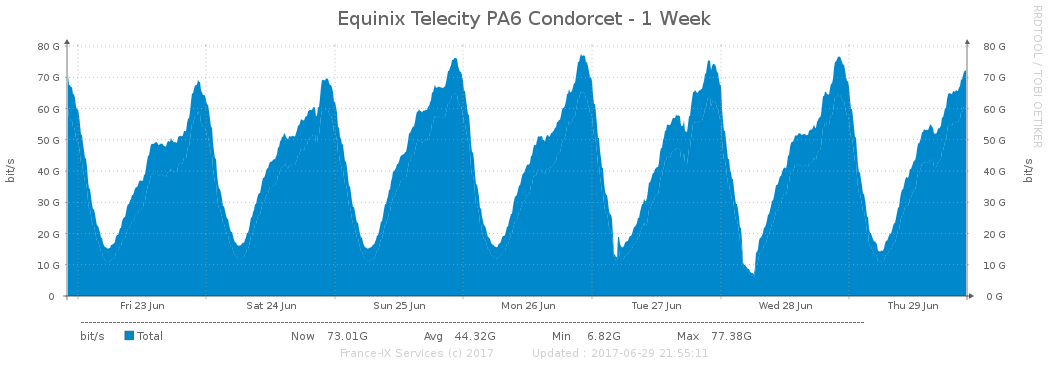 Equinix Telecity PA6 Condorcet - 1 Week
RRDTOOL / TOBI OETIKER
80 G 80 G
70 G 70 G
60 G 60 G
50 G 50 G
40 G 40 G
30 G 30 G
20 G 20 G
10 G 10 G
0 0 G
bit/s bit/s
Fri 23 Jun Sat 24 Jun Sun 25 Jun Mon 26 Jun Tue 27 Jun Wed 28 Jun Thu 29 Jun
bit/s Total Now 73.01G Avg 44.32G Min 6.82G Max 77.38G
France-IX Services (c) 2017 Updated : 2017-06-29 21:55:11